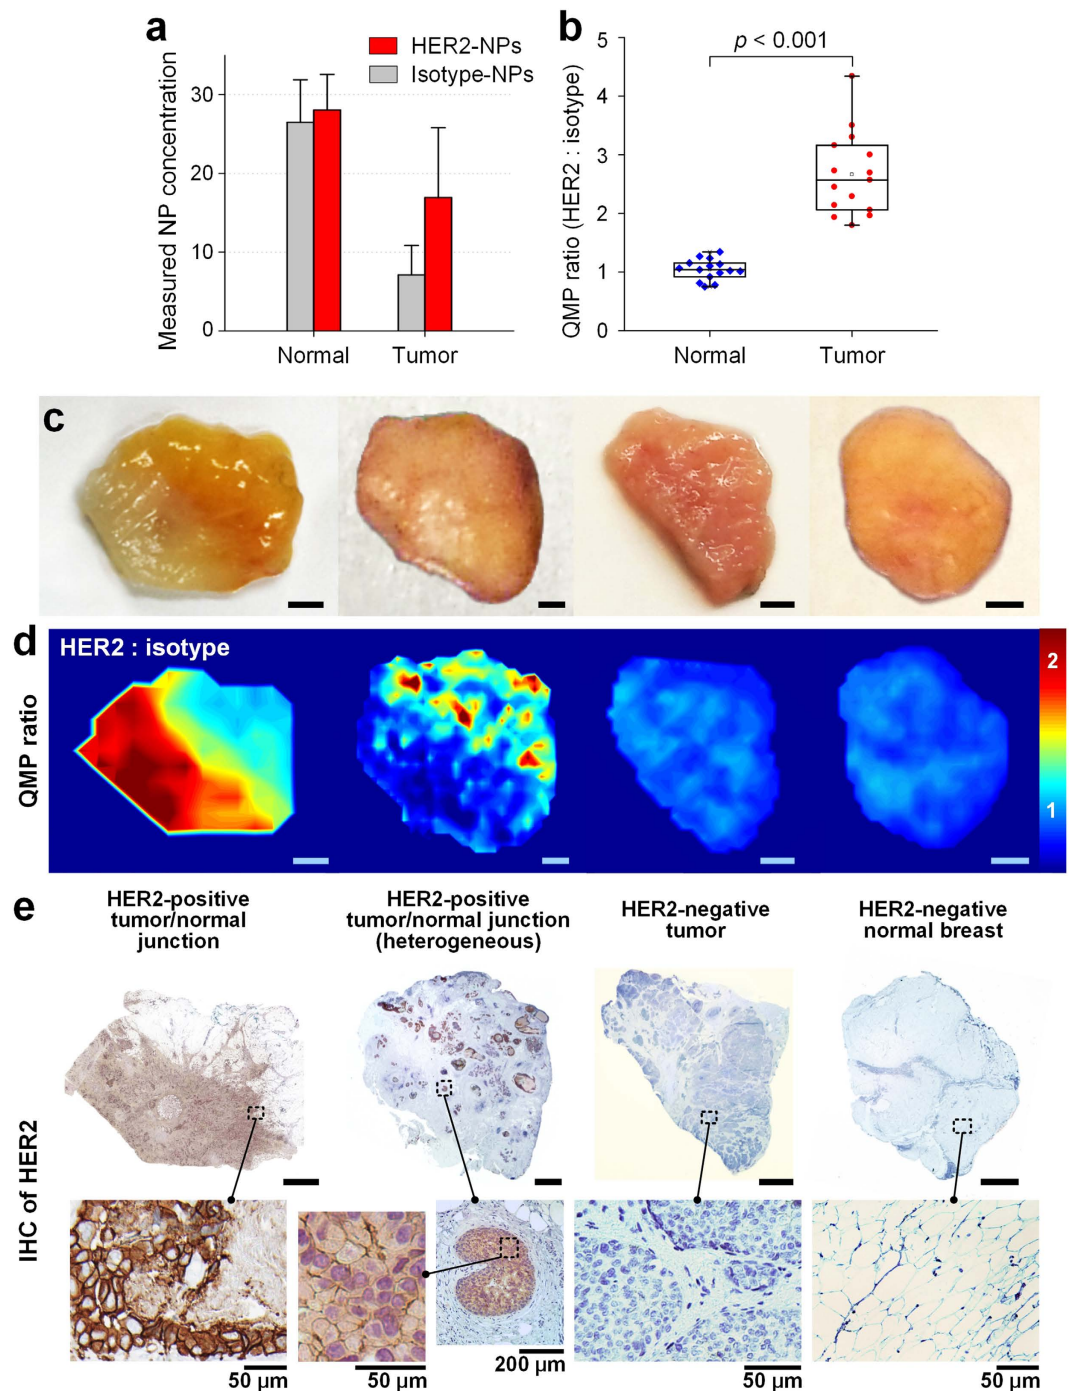 a
HER2-NPs
Isotype-NPs
Measured NP concentration
30
20
10
0
Normal
Tumor
b
p < 0.001
QMP ratio (HER2 : isotype)
5
4
3
2
1
0
Normal
Tumor
c
d
HER2 : isotype
QMP ratio
2
1
e
HER2-positive
tumor/normal
junction
HER2-positive
tumor/normal junction
(heterogeneous)
HER2-negative
tumor
HER2-negative
normal breast
IHC of HER2
50 µm
50 µm
200 µm
50 µm
50 µm